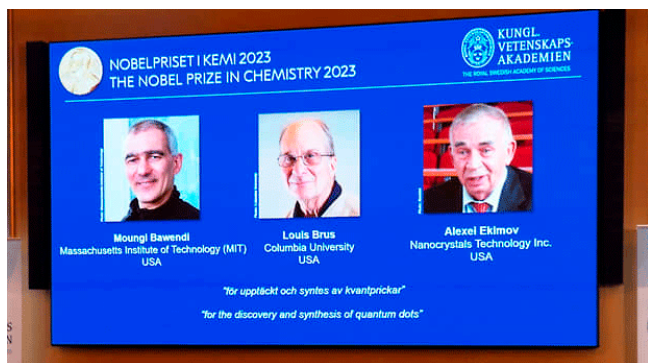 NOBELPRISET I KEMI 2023
THE NOBEL PRIZE IN CHEMISTRY 2023
KUNGL.
VETENSKAPS-
AKADEMIEN
THE ROYAL SWEDISH ACADEMY OF SCIENCES
Moungi Bawendi
Massachusetts Institute of Technology (MIT)
USA
Louis Brus
Columbia University
USA
Alexei Ekimov
Nanocrystals Technology Inc.
USA
"för upptäckt och syntes av kvantprickar"
"for the discovery and synthesis of quantum dots"